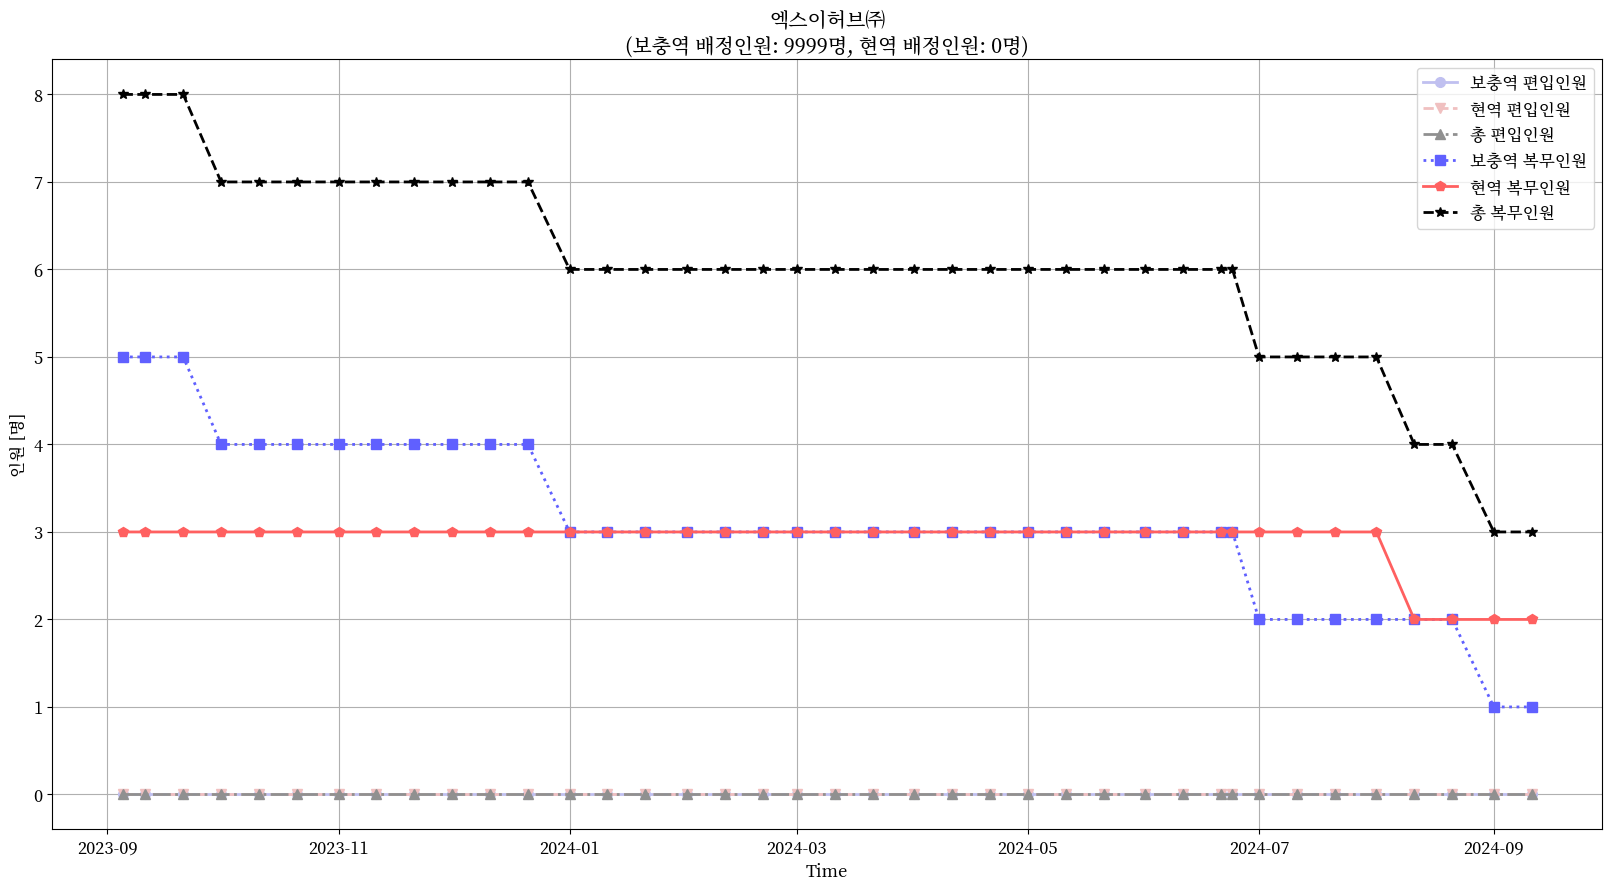 엑스이허브㈜
(보충역 배정인원: 9999명, 현역 배정인원: 0명)
보충역 편입인원
현역 편입인원
총 편입인원
보충역 복무인원
현역 복무인원
총 복무인원
인원 [명]
8
7
6
5
4
3
2
1
0
2023-09
2023-11
2024-01
2024-03
2024-05
2024-07
2024-09
Time